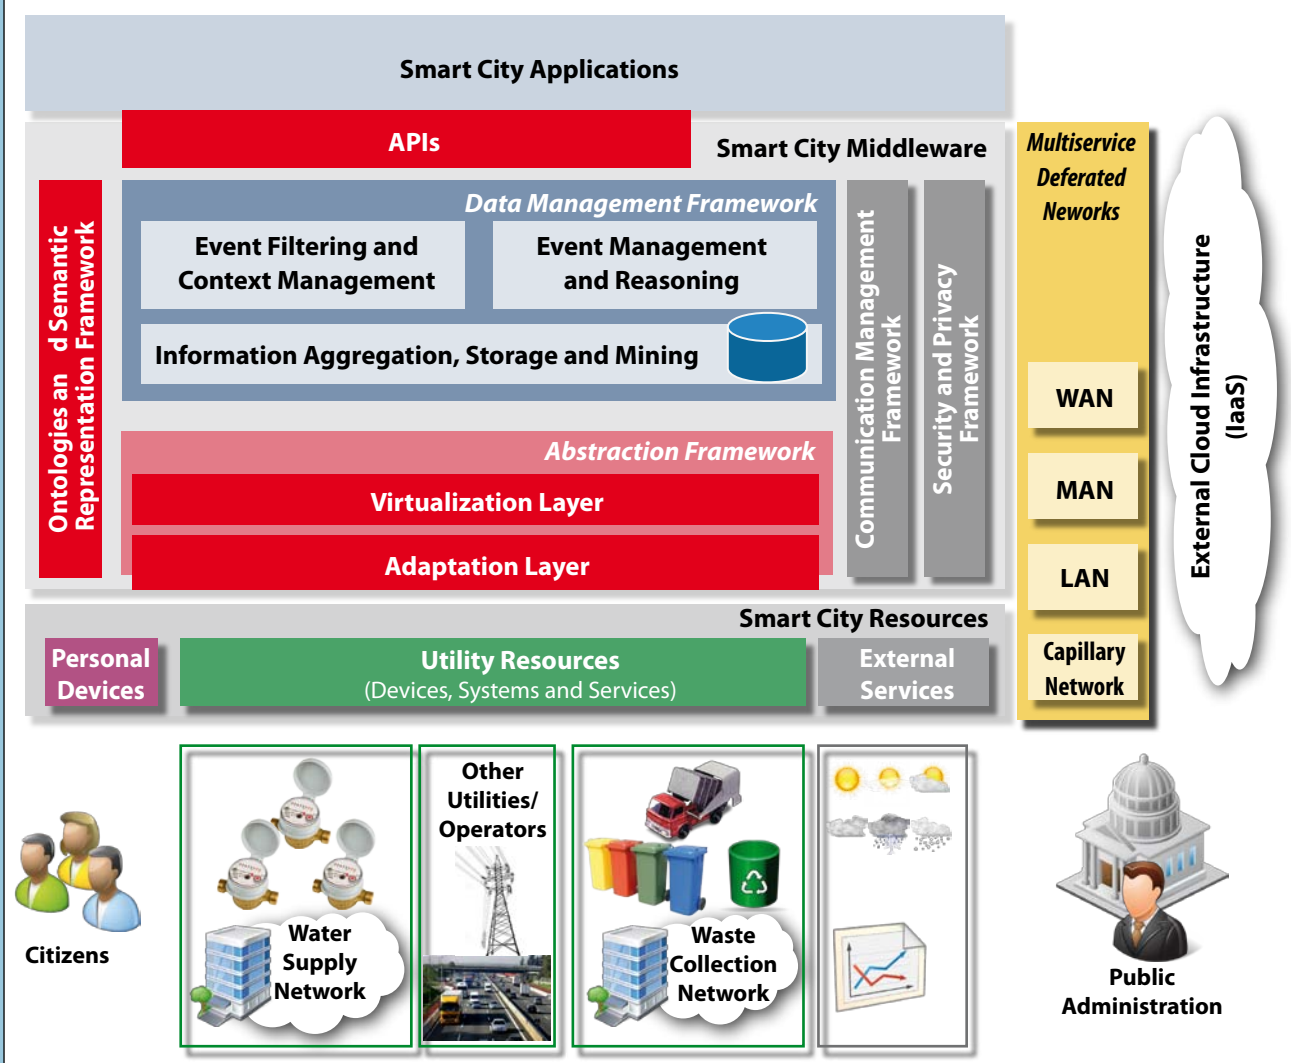 Smart City Applications
APIs
Smart City Middleware
Ontologies an d Semantic
Representation Framework
Data Management Framework
Event Filtering and
Context Management
Event Management
and Reasoning
Information Aggregation, Storage and Mining
Abstraction Framework
Virtualization Layer
Adaptation Layer
Communication Management
Framework
Security and Privacy
Framework
Multiservice
Deferated
Neworks
WAN
MAN
LAN
Capillary
Network
External Cloud Infrastructure
(IaaS)
Smart City Resources
Personal
Devices
Utility Resources
(Devices, Systems and Services)
External
Services
Citizens
Water
Supply
Network
Other
Utilities/
Operators
Waste
Collection
Network
Public
Administration